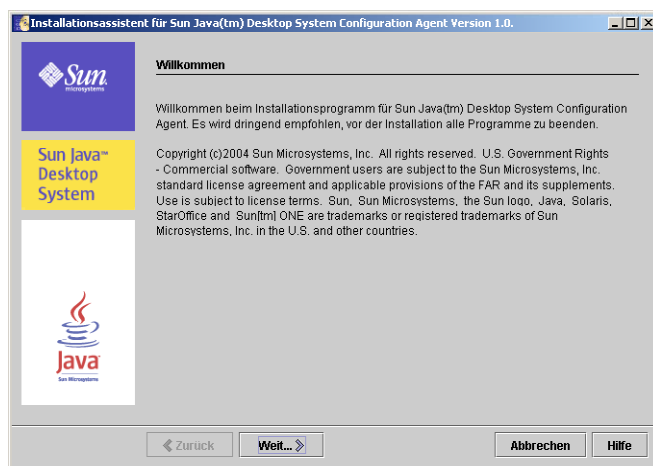 Installationsassistent für Sun Java(tm) Desktop System Configuration Agent Version 1.0.
Sun
microsystems
Sun Java™
Desktop
System
Java
Sun Microsystems
Willkommen
Willkommen beim Installationsprogramm für Sun Java(tm) Desktop System Configuration
Agent. Es wird dringend empfohlen, vor der Installation alle Programme zu beenden.
Copyright (c)2004 Sun Microsystems, Inc. All rights reserved. U.S. Government Rights
- Commercial software. Government users are subject to the Sun Microsystems, Inc.
standard license agreement and applicable provisions of the FAR and its supplements.
Use is subject to license terms. Sun, Sun Microsystems, the Sun logo, Java, Solaris,
StarOffice and Sun[tm] ONE are trademarks or registered trademarks of Sun
Microsystems, Inc. in the U.S. and other countries.
Zurück
Weit...
Abbrechen
Hilfe